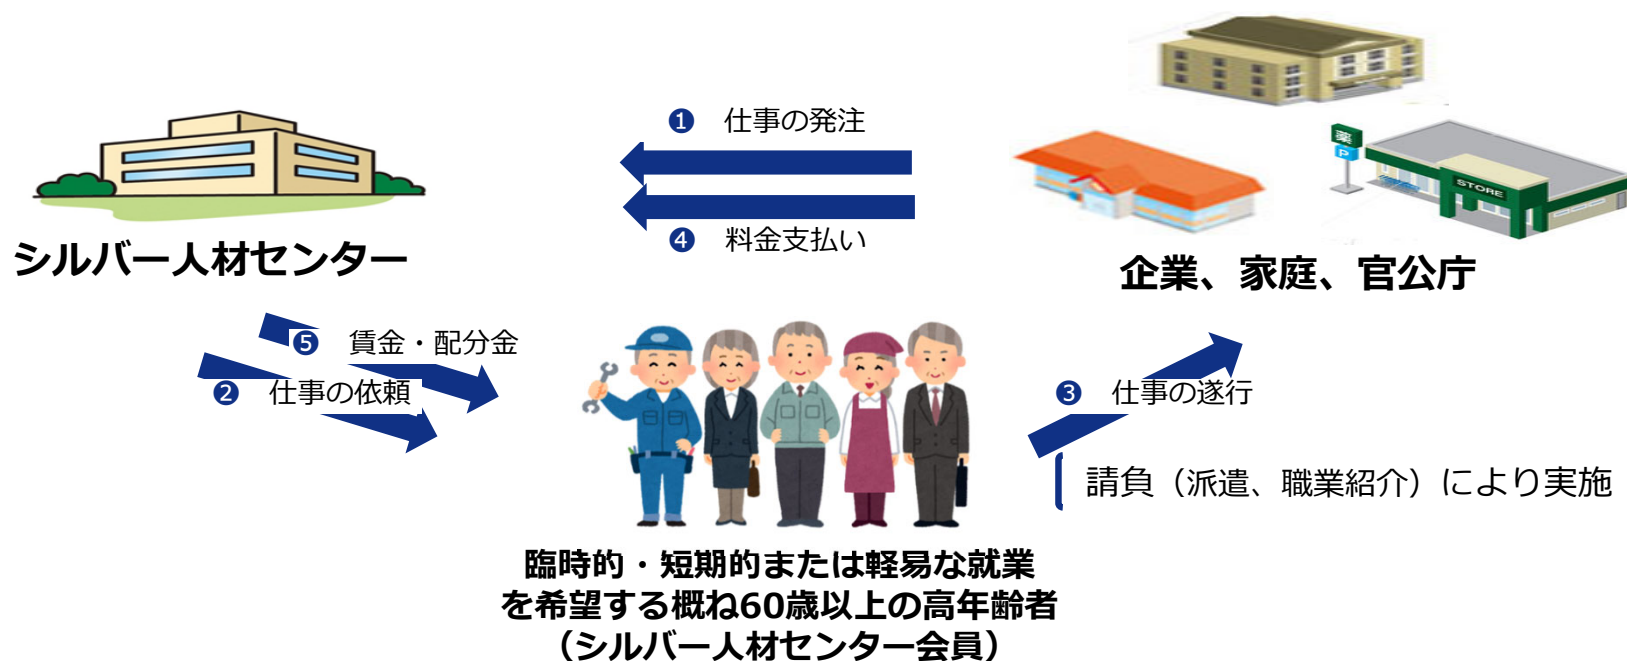 ❶ 仕事の発注
❹ 料金支払い
薬
P
STORE
シルバー人材センター
企業、家庭、官公庁
❺ 賃金・配分金
❷ 仕事の依頼
❸ 仕事の遂行
請負（派遣、職業紹介）により実施
臨時的・短期的または軽易な就業
を希望する概ね60歳以上の高年齢者
（シルバー人材センター会員）